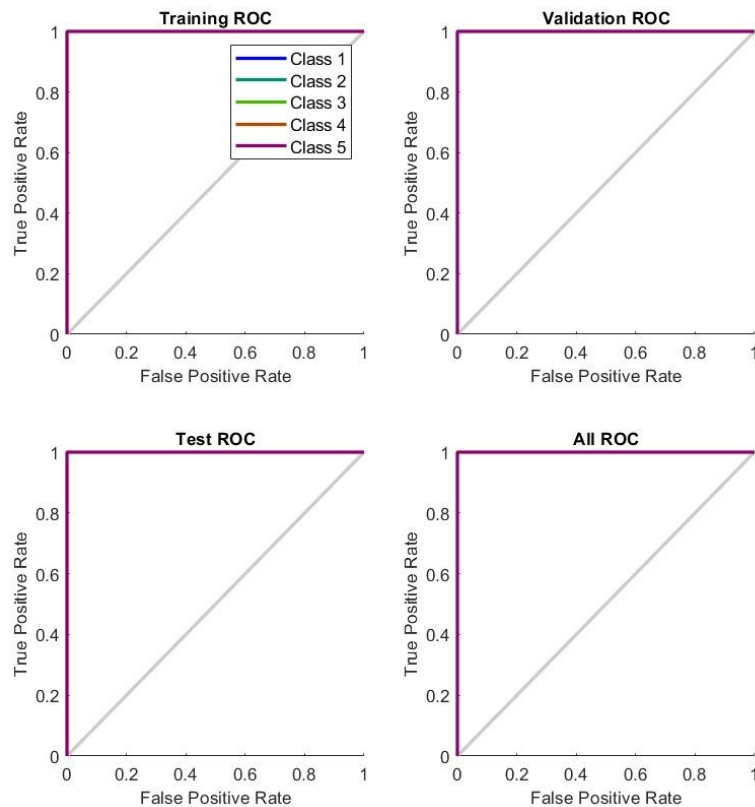 Training ROC
1
0.8
0.6
0.4
0.2
0
True Positive Rate
Class 1
Class 2
Class 3
Class 4
Class 5
0 0.2 0.4 0.6 0.8 1
False Positive Rate
Validation ROC
1
0.8
0.6
0.4
0.2
0
True Positive Rate
0 0.2 0.4 0.6 0.8 1
False Positive Rate
Test ROC
1
0.8
0.6
0.4
0.2
0
True Positive Rate
0 0.2 0.4 0.6 0.8 1
False Positive Rate
All ROC
1
0.8
0.6
0.4
0.2
0
True Positive Rate
0 0.2 0.4 0.6 0.8 1
False Positive Rate